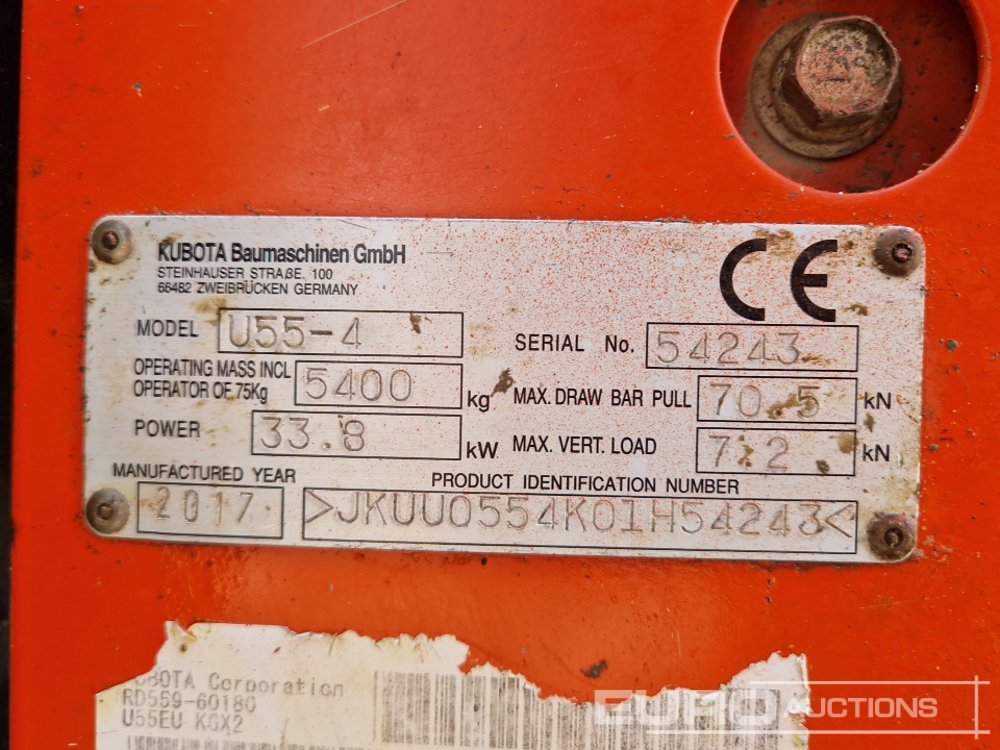 KUBOTA Baumaschinen GmbH
STEINHAUSER STRAßE. 100
66482 ZWEIBRÜCKEN GERMANY
CE
MODEL U55-4
SERIAL No. 54243
OPERATING MASS INCL
OPERATOR OF 75Kg 5400 kg
MAX. DRAW BAR PULL 70.5 kN
POWER 33.8 kW
MAX. VERT. LOAD 7.2 kN
MANUFACTURED YEAR
2017
PRODUCT IDENTIFICATION NUMBER
>JKUU0554K01H54243<
Corporation
RD559-60180
U55EU KGX2
EURO AUCTIONS